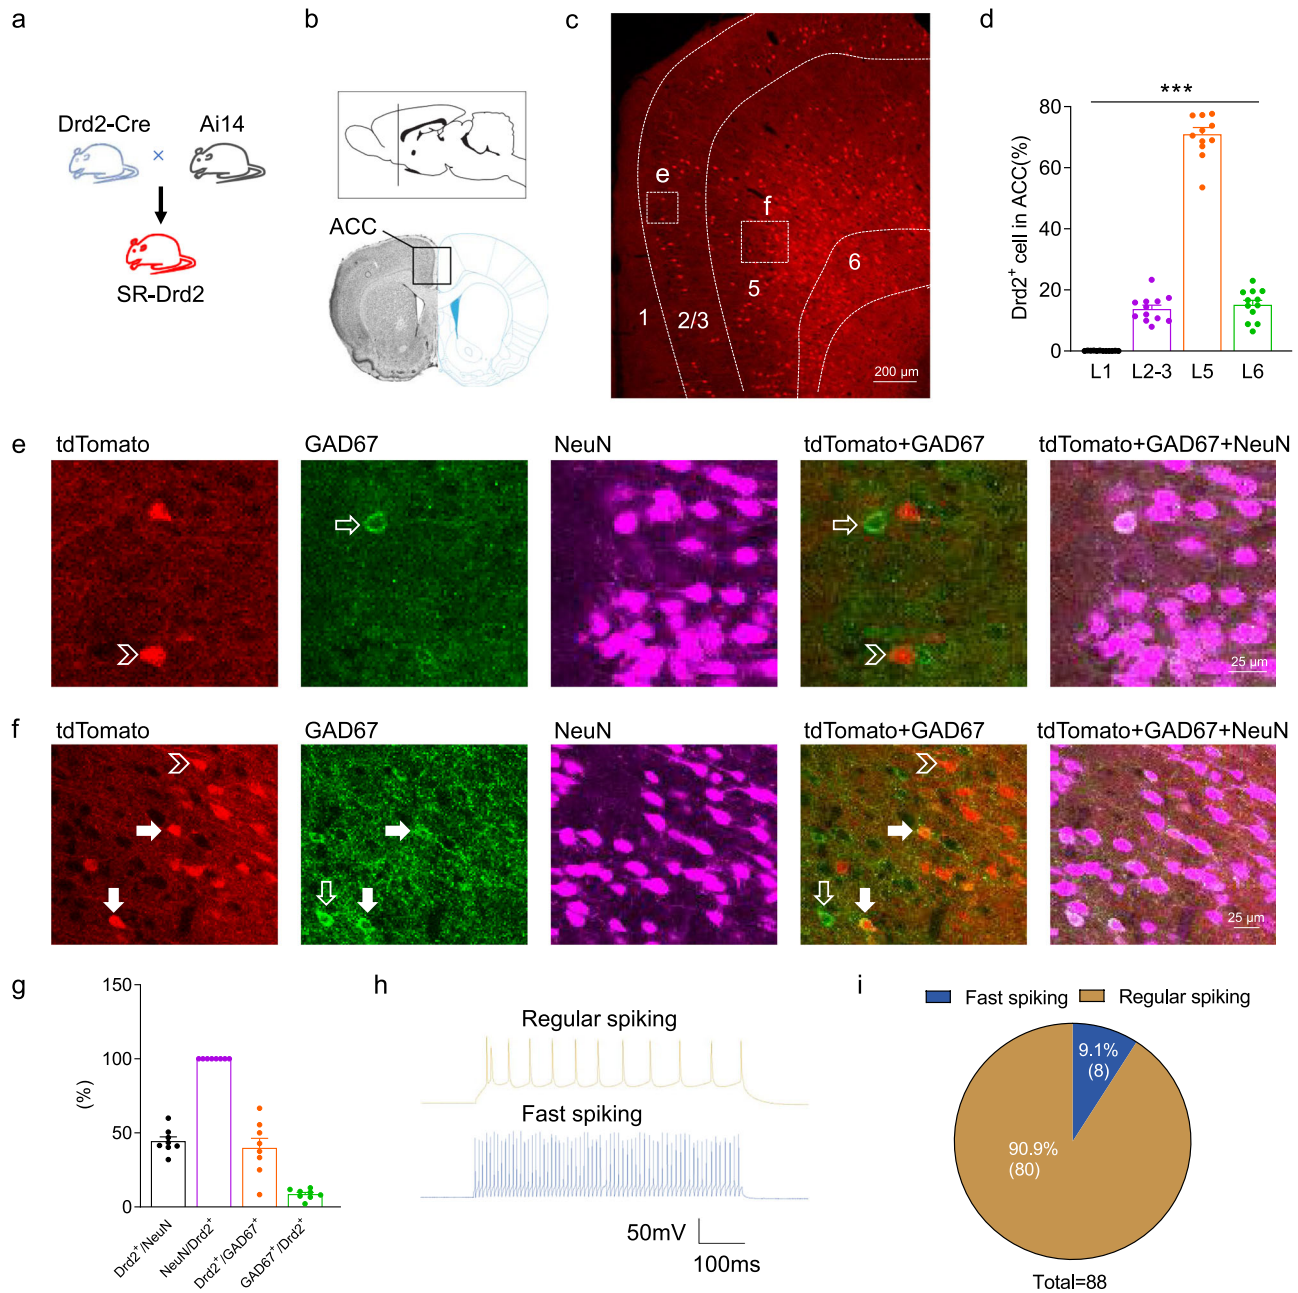 a
Drd2-Cre
×
Ai14
SR-Drd2
b
ACC
c
e
f
1
2/3
5
6
200 µm
d
***
Drd2+ cell in ACC(%)
80
60
40
20
0
L1
L2-3
L5
L6
e
tdTomato
GAD67
NeuN
tdTomato+GAD67
tdTomato+GAD67+NeuN
25 µm
f
tdTomato
GAD67
NeuN
tdTomato+GAD67
tdTomato+GAD67+NeuN
25 µm
g
(%)
150
100
50
0
Drd2+/NeuN
NeuN/Drd2+
Drd2+/GAD67+
GAD67+/Drd2+
h
Regular spiking
Fast spiking
50mV
100ms
i
Fast spiking
Regular spiking
9.1%
(8)
90.9%
(80)
Total=88